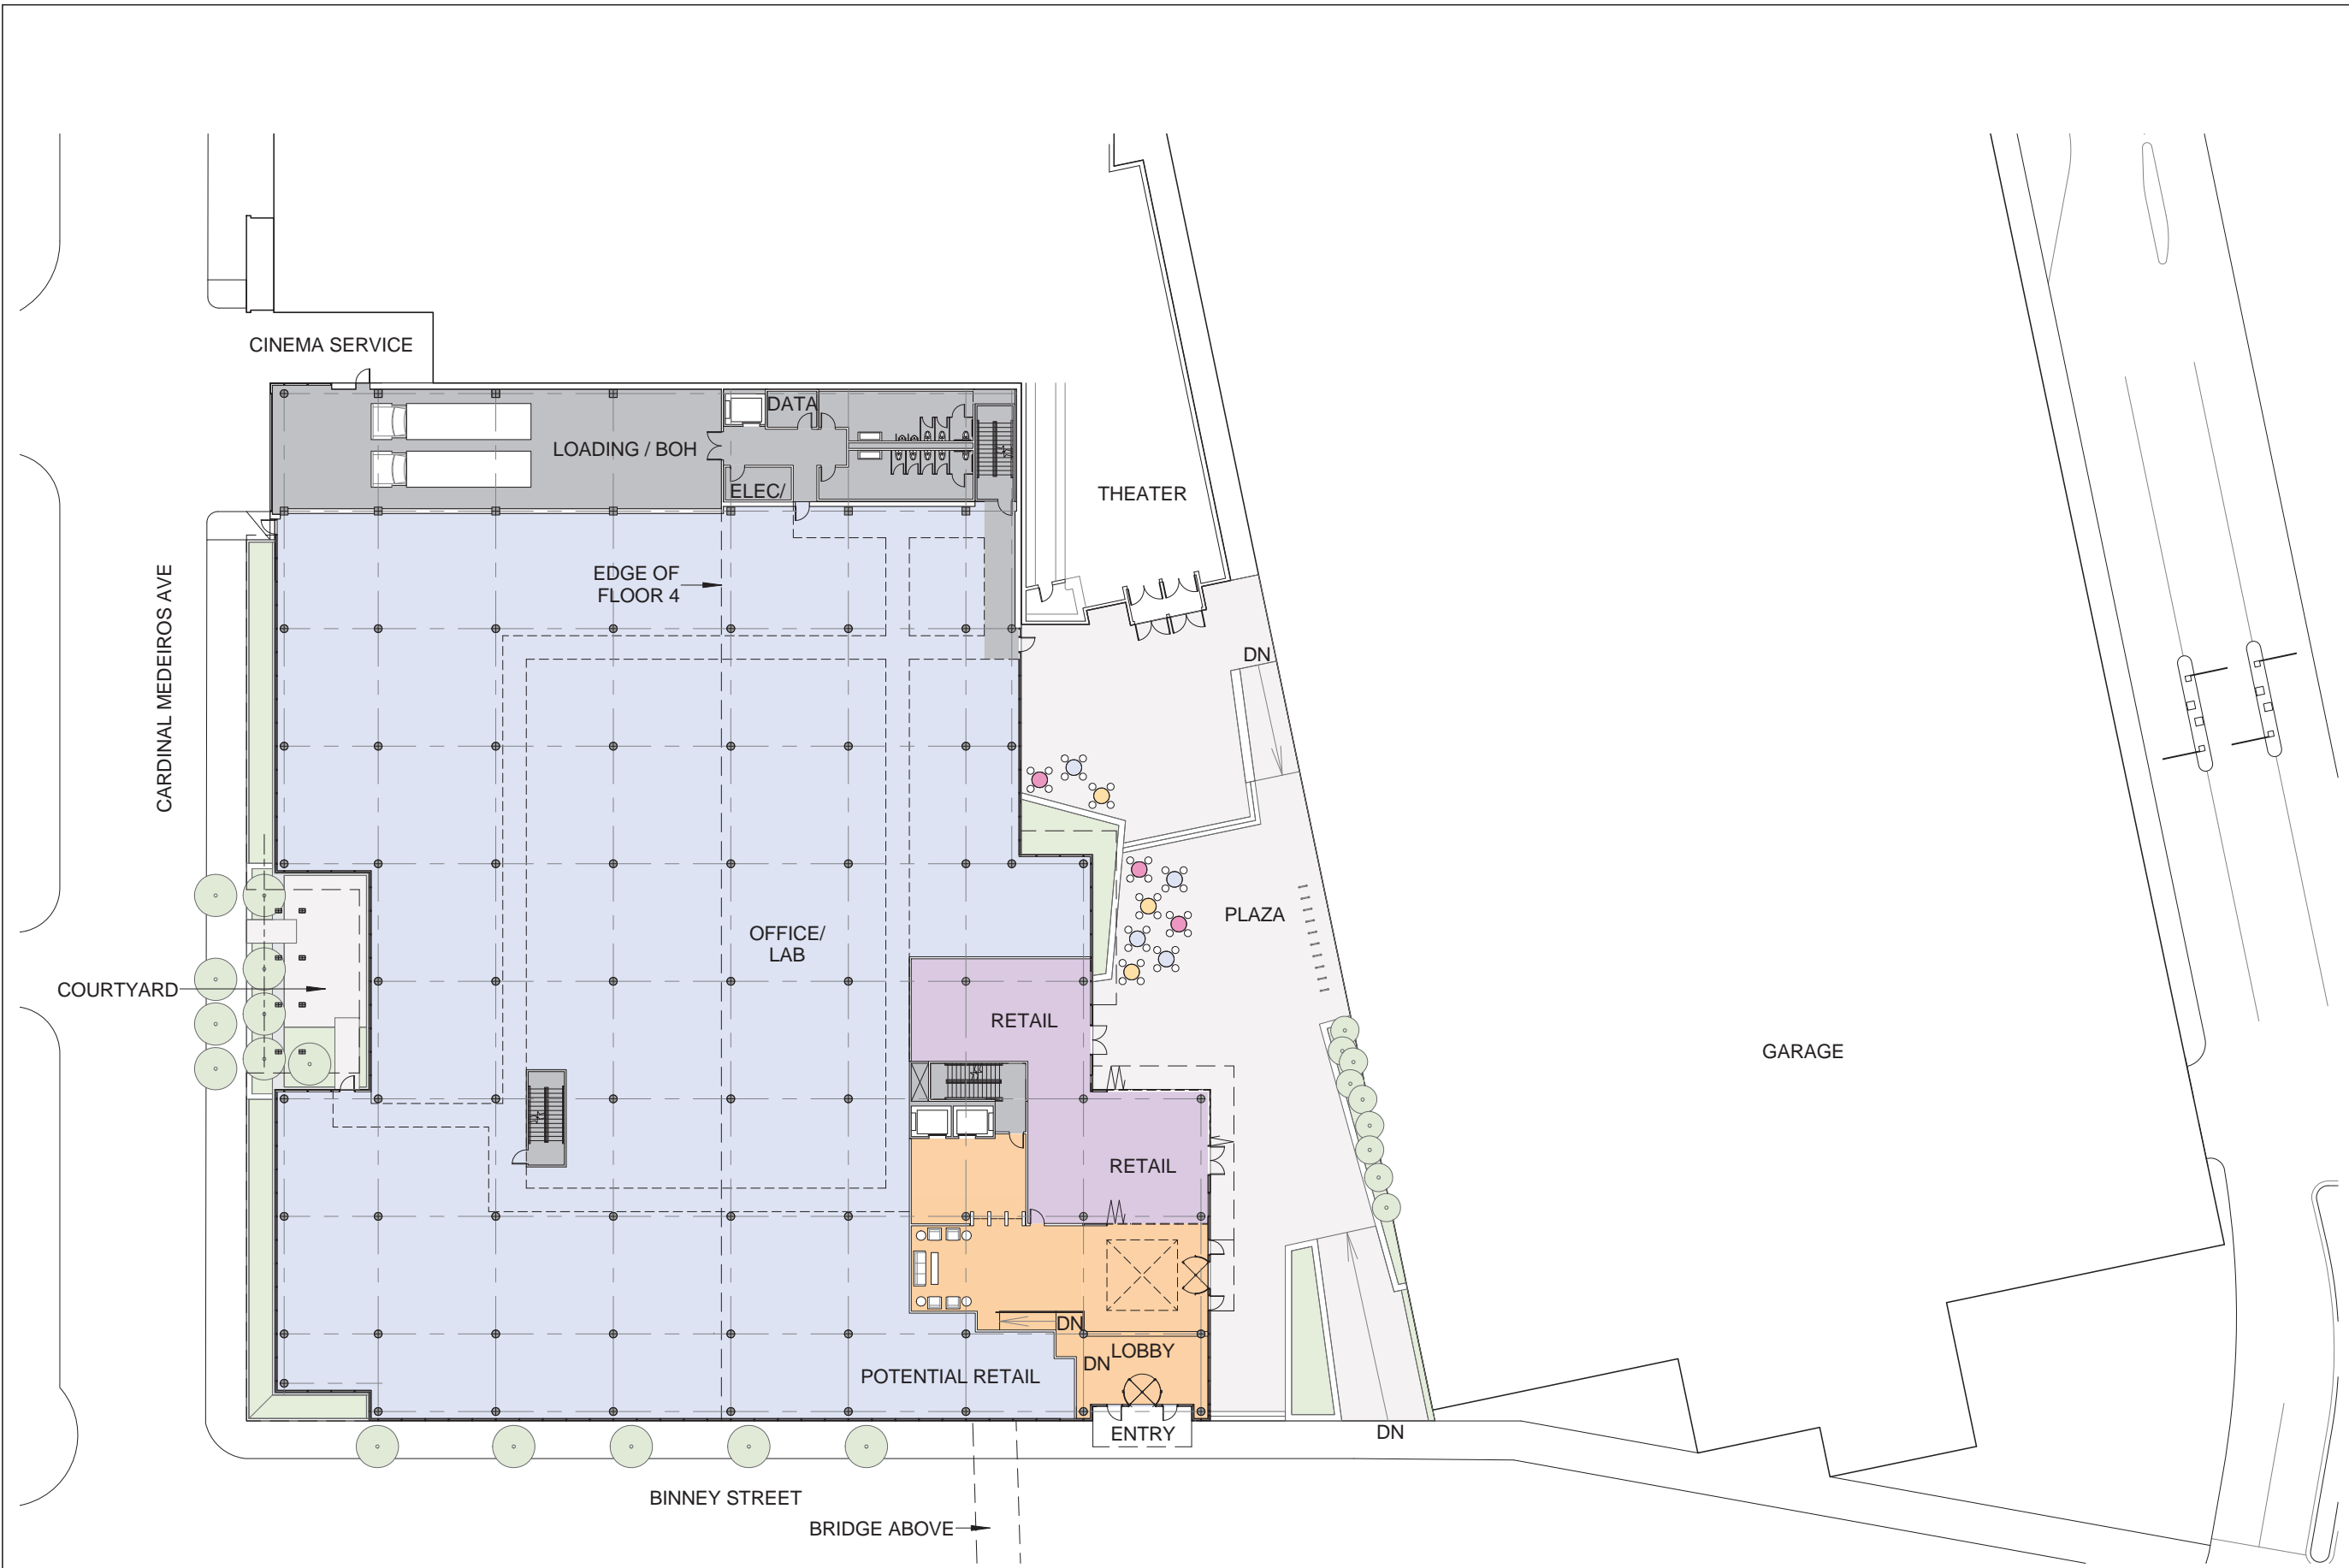 CINEMA SERVICE
DATA
LOADING / BOH
ELEC/
THEATER
EDGE OF
FLOOR 4
CARDINAL MEDEIROS AVE
DN
OFFICE/
LAB
PLAZA
COURTYARD
RETAIL
GARAGE
RETAIL
DN
LOBBY
DN
POTENTIAL RETAIL
ENTRY
DN
BINNEY STREET
BRIDGE ABOVE